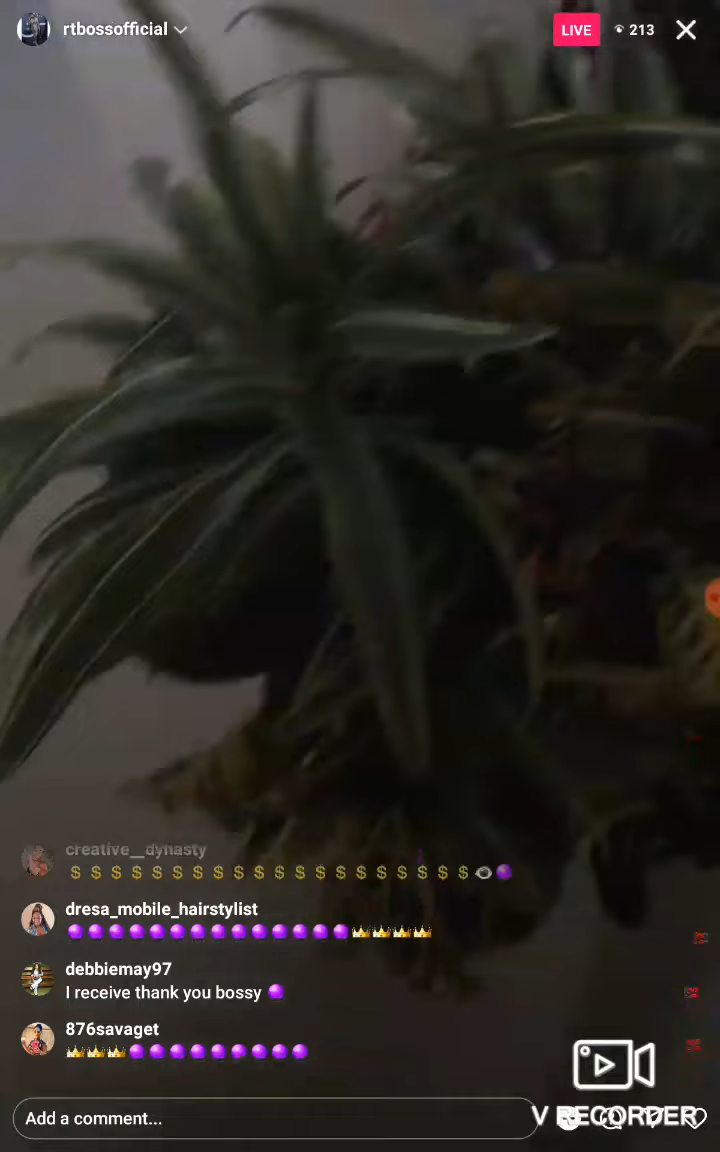 rtbossofficial
LIVE
213
creative__dynasty
$ $ $ $ $ $ $ $ $ $ $ $ $ $ $ $ $ $ $ $ 👁🟣
dresa_mobile_hairstylist
🟣🟣🟣🟣🟣🟣🟣🟣🟣🟣🟣🟣🟣🟣👑👑👑👑
debbiemay97
I receive thank you bossy 🟣
876savaget
👑👑👑🟣🟣🟣🟣🟣🟣🟣🟣🟣
Add a comment...
V RECORDER